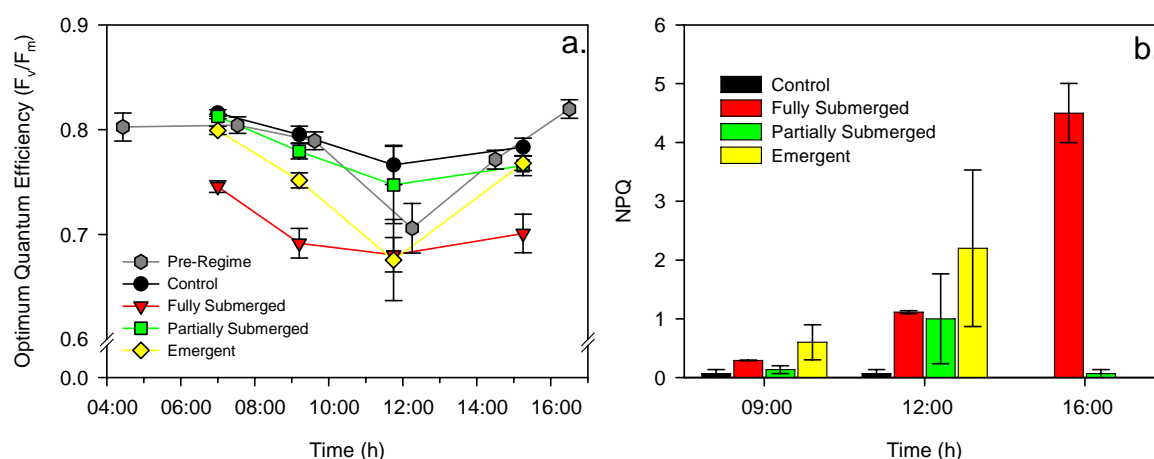 a.
Optimum Quantum Efficiency (Fv/Fm)
0.9
0.8
0.7
0.6
0.0
Pre-Regime
Control
Fully Submerged
Partially Submerged
Emergent
04:00 06:00 08:00 10:00 12:00 14:00 16:00
Time (h)
b.
NPQ
6
5
4
3
2
1
0
Control
Fully Submerged
Partially Submerged
Emergent
09:00 12:00 16:00
Time (h)